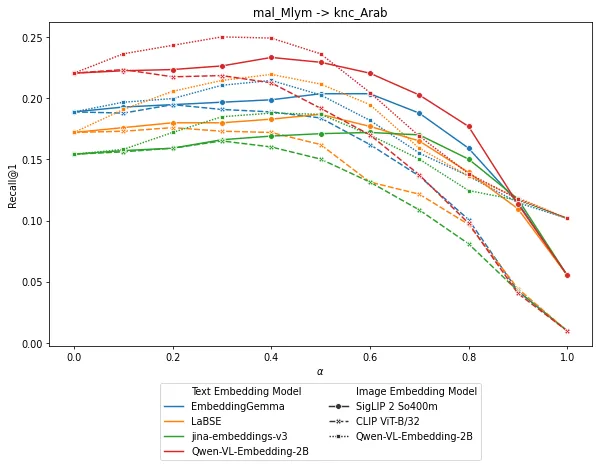 mal_Mlym -> knc_Arab
Recall@1
0.25
0.20
0.15
0.10
0.05
0.00
0.0 0.2 0.4 0.6 0.8 1.0
α
Text Embedding Model Image Embedding Model
EmbeddingGemma SigLIP 2 So400m
LaBSE CLIP ViT-B/32
jina-embeddings-v3 Qwen-VL-Embedding-2B
Qwen-VL-Embedding-2B